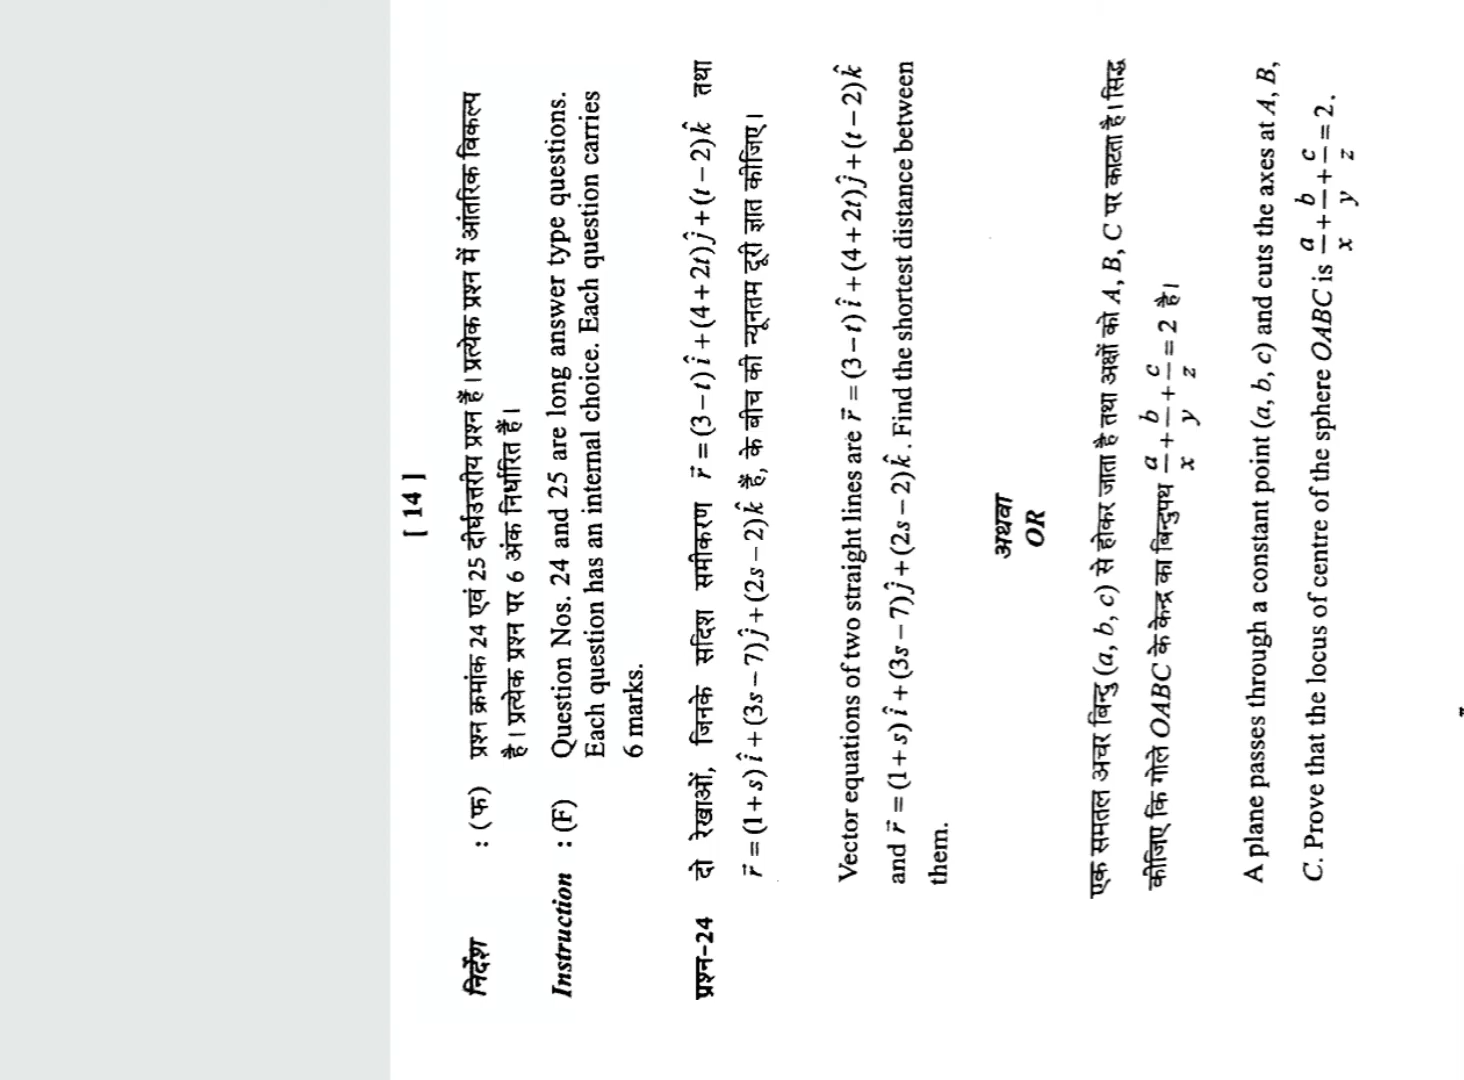 [ 14 ]
निर्देश : (फ) प्रश्न क्रमांक 24 एवं 25 दीर्घउत्तरीय प्रश्न हैं। प्रत्येक प्रश्न में आंतरिक विकल्प
है। प्रत्येक प्रश्न पर 6 अंक निर्धारित हैं।
Instruction : (F) Question Nos. 24 and 25 are long answer type questions.
Each question has an internal choice. Each question carries
6 marks.
प्रश्न-24 दो रेखाओं, जिनके सदिश समीकरण r⃗ = (3 – t) î + (4 + 2t) ĵ + (t – 2) k̂ तथा
r⃗ = (1 + s) î + (3s – 7) ĵ + (2s – 2) k̂ हैं, के बीच की न्यूनतम दूरी ज्ञात कीजिए।
Vector equations of two straight lines are r⃗ = (3 – t) î + (4 + 2t) ĵ + (t – 2) k̂
and r⃗ = (1 + s) î + (3s – 7) ĵ + (2s – 2) k̂. Find the shortest distance between
them.
अथवा
OR
एक समतल अचर बिन्दु (a, b, c) से होकर जाता है तथा अक्षों को A, B, C पर काटता है। सिद्ध
कीजिए कि गोले OABC के केन्द्र का बिन्दुपथ a/x + b/y + c/z = 2 है।
A plane passes through a constant point (a, b, c) and cuts the axes at A, B,
C. Prove that the locus of centre of the sphere OABC is a/x + b/y + c/z = 2.